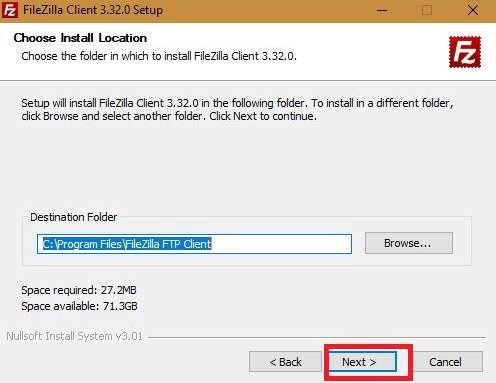 FileZilla Client 3.32.0 Setup
Choose Install Location
Choose the folder in which to install FileZilla Client 3.32.0.
Fz
Setup will install FileZilla Client 3.32.0 in the following folder. To install in a different folder,
click Browse and select another folder. Click Next to continue.
Destination Folder
C:\Program Files\FileZilla FTP Client
Browse...
Space required: 27.2MB
Space available: 71.3GB
Nullsoft Install System v3.01
< Back
Next >
Cancel